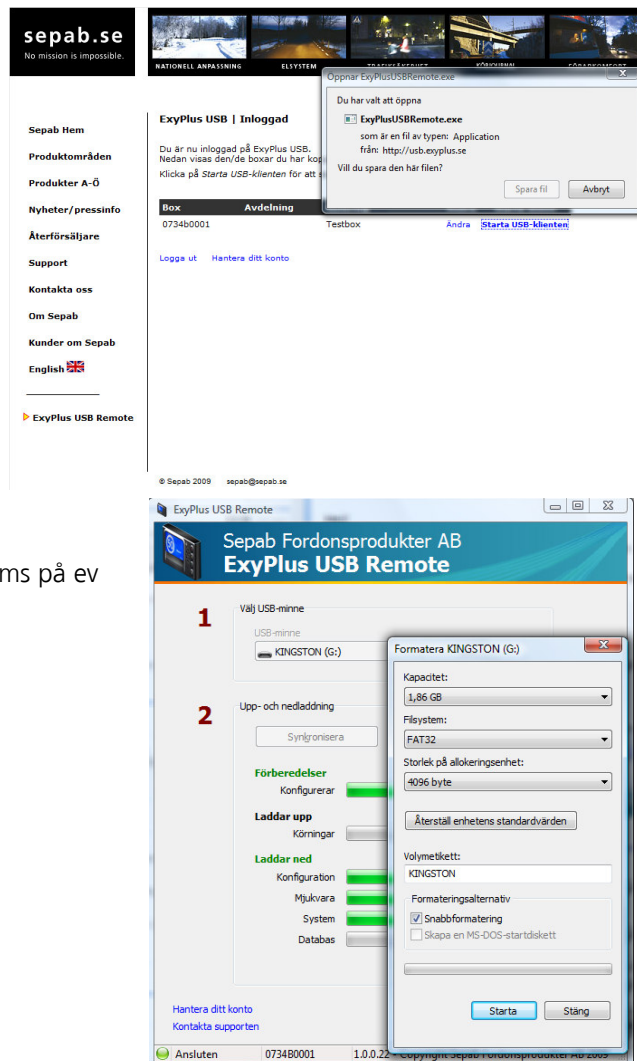 sepab.se
No mission is impossible.
NATIONELL ANPASSNING
ELSYSTEM
Öppnar ExyPlusUSBRemote.exe
Du har valt att öppna
ExyPlusUSBRemote.exe
som är en fil av typen: Application
från: http://usb.exyplus.se
Vill du spara den här filen?
Spara fil
Avbryt
Sepab Hem
Produktområden
Produkter A-Ö
Nyheter/pressinfo
Återförsäljare
Support
Kontakta oss
Om Sepab
Kunder om Sepab
English
ExyPlus USB Remote
ExyPlus USB | Inloggad
Du är nu inloggad på ExyPlus USB.
Nedan visas den/de boxar du har
Klicka på Starta USB-klienten för att
Box Avdelning
0734b0001 Testbox Ändra Starta USB-klienten
Logga ut Hantera ditt konto
© Sepab 2009 sepab@sepab.se
ms på ev
ExyPlus USB Remote
Sepab Fordonsprodukter AB
ExyPlus USB Remote
1
Välj USB-minne
USB-minne
KINGSTON (G:)
2
Upp- och nedladdning
Synkronisera
Förberedelser
Konfigurerar
Laddar upp
Körningar
Laddar ned
Konfiguration
Mjukvara
System
Databas
Hantera ditt konto
Kontakta supporten
Ansluten 0734B0001 1.0.0.22 - Copyright Sepab Fordonsprodukter AB 2009
Formatera KINGSTON (G:)
Kapacitet:
1,86 GB
Filsystem:
FAT32
Storlek på allokeringsenhet:
4096 byte
Återställ enhetens standardvärden
Volymetikett:
KINGSTON
Formateringsalternativ
Snabbformatering
Skapa en MS-DOS-startdiskett
Starta
Stäng